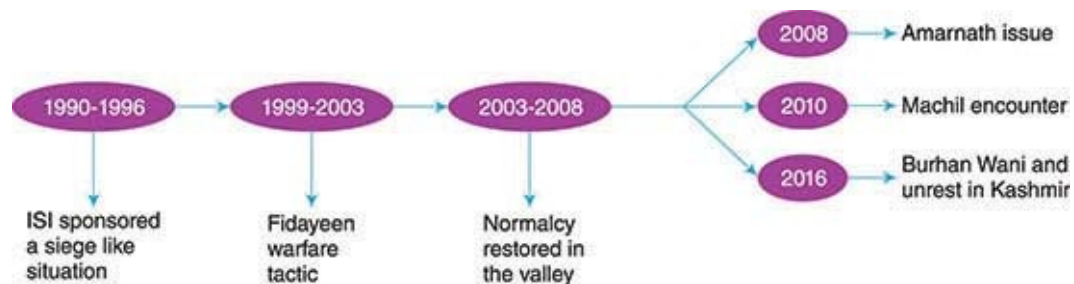 1990-1996
ISI sponsored
a siege like
situation
1999-2003
Fidayeen
warfare
tactic
2003-2008
Normalcy
restored in
the valley
2008
Amarnath issue
2010
Machil encounter
2016
Burhan Wani and
unrest in Kashmir